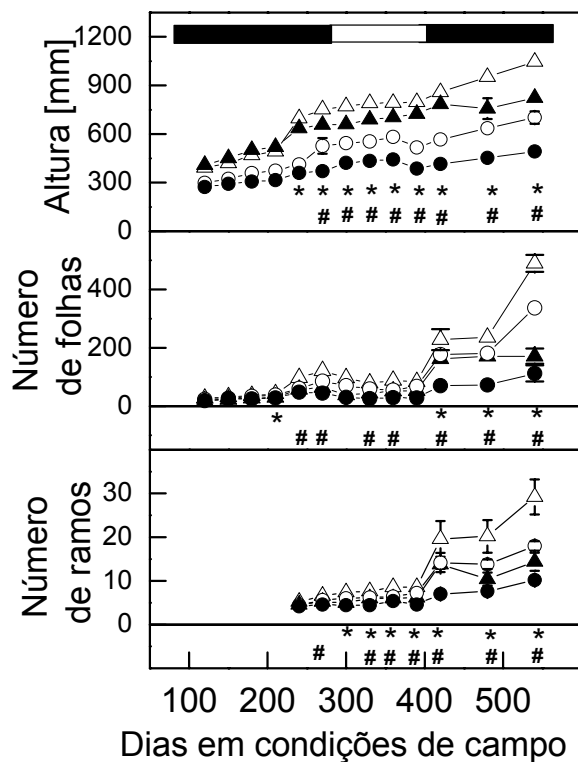 1200
900
600
300
0
Altura [mm]
* * * * * * * *
# # # # # # #
400
200
0
Número
de folhas
* * * *
# # # # # # #
30
20
10
0
Número
de ramos
* * * * * *
# # # # # # #
100 200 300 400 500
Dias em condições de campo